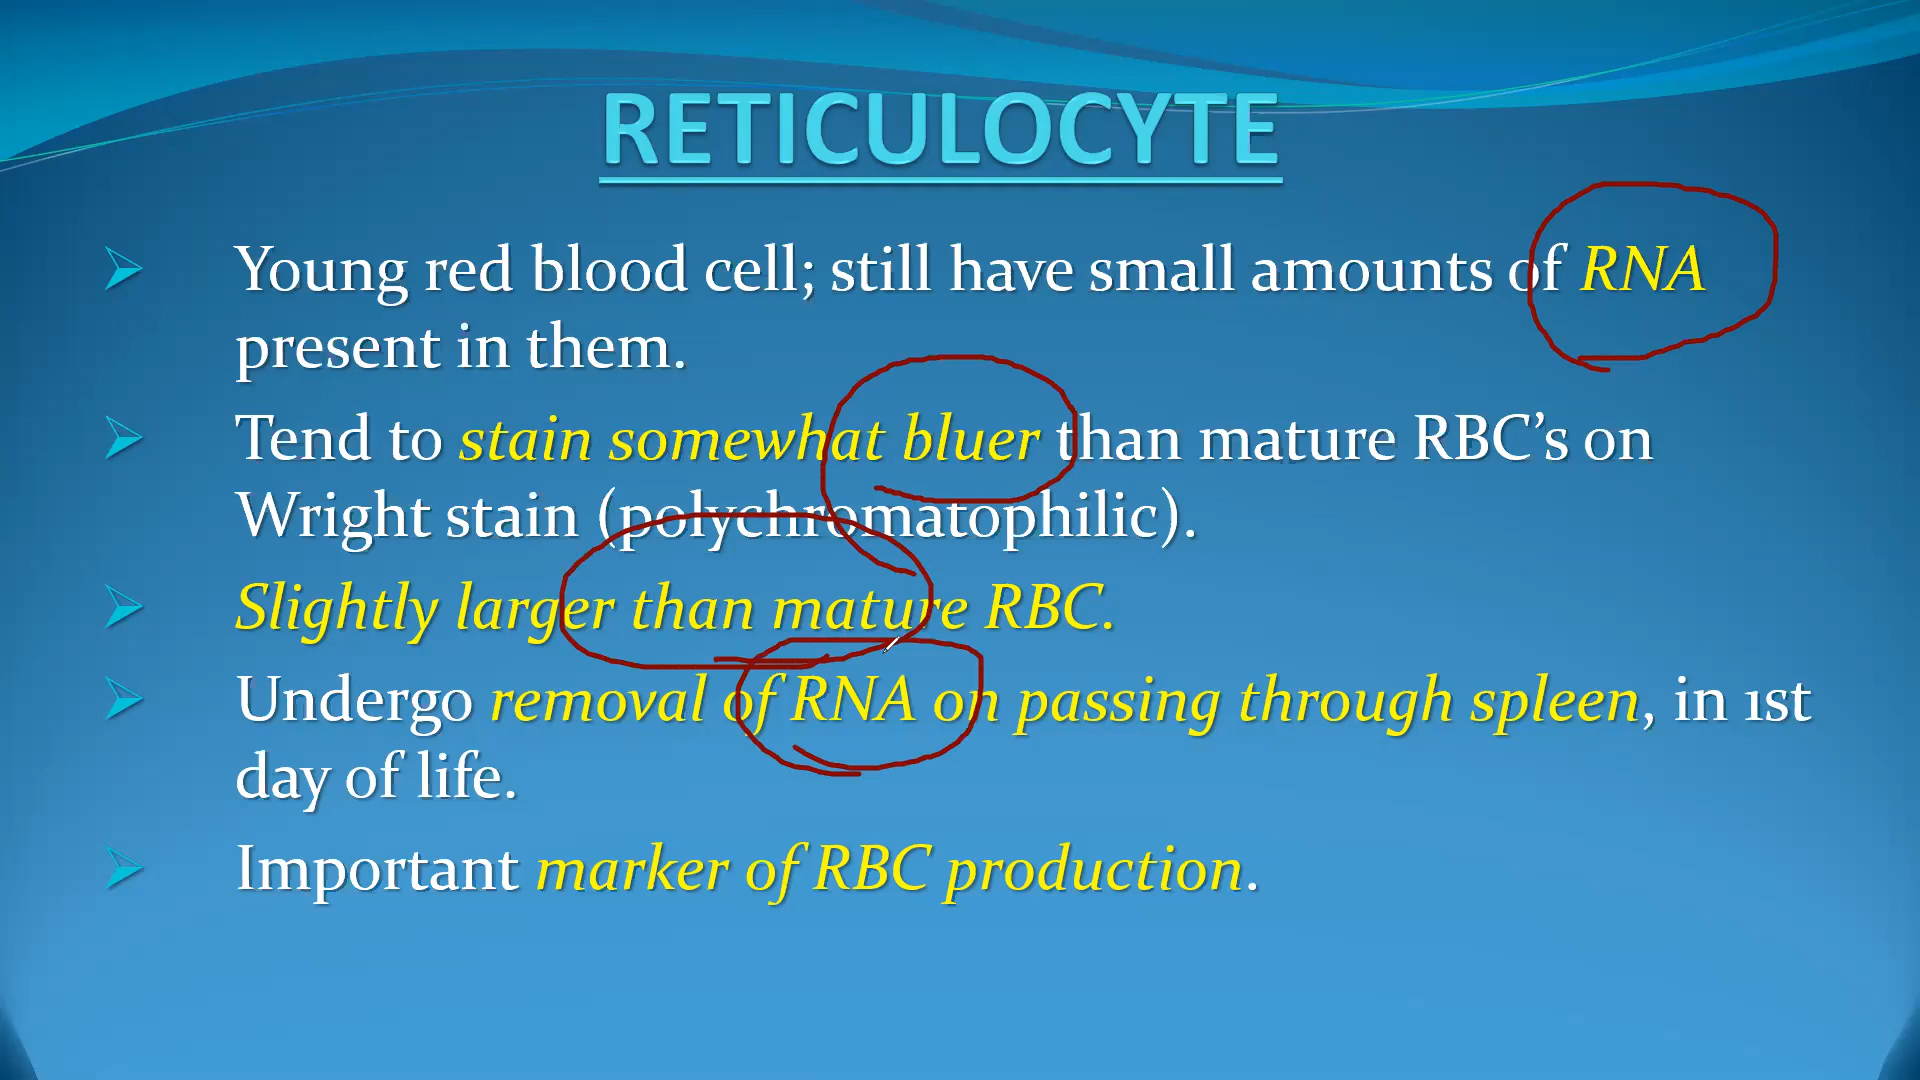 RETICULOCYTE
Young red blood cell; still have small amounts of RNA
present in them.
Tend to stain somewhat bluer than mature RBC’s on
Wright stain (polychromatophilic).
Slightly larger than mature RBC.
Undergo removal of RNA on passing through spleen, in 1st
day of life.
Important marker of RBC production.